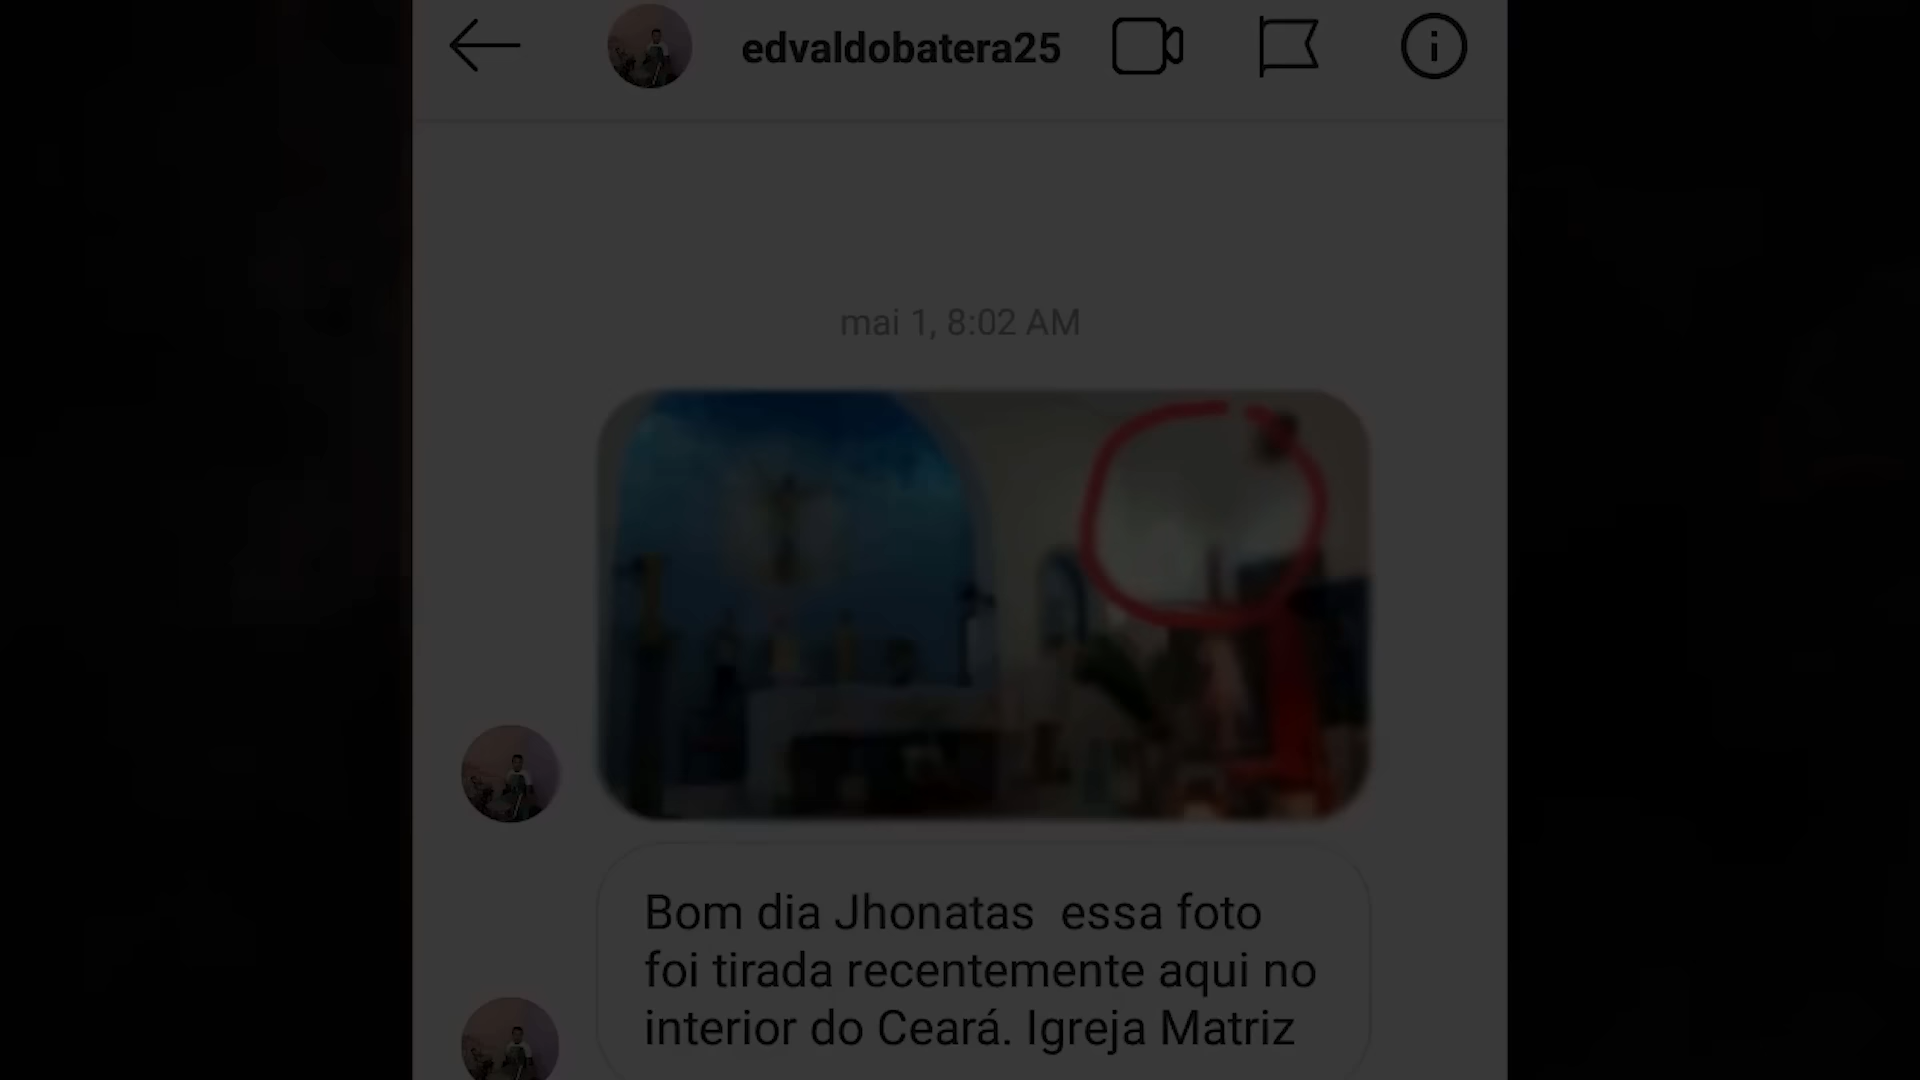 edvaldobatera25
mai 1, 8:02 AM
Bom dia Jhonatas essa foto
foi tirada recentemente aqui no
interior do Ceará. Igreja Matriz